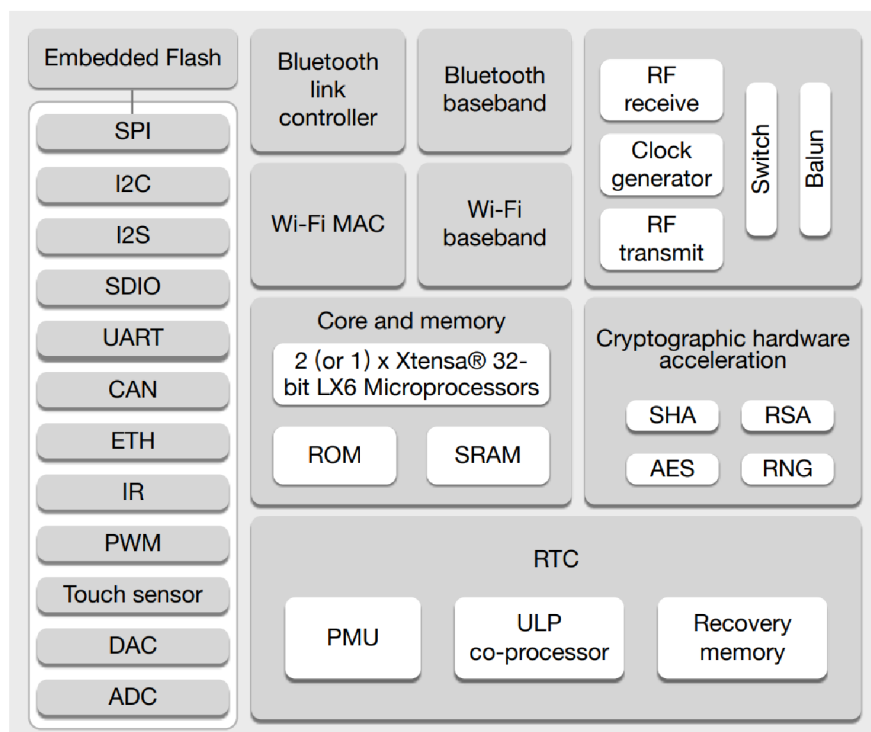 Embedded Flash
SPI
I2C
I2S
SDIO
UART
CAN
ETH
IR
PWM
Touch sensor
DAC
ADC
Bluetooth
link
controller
Bluetooth
baseband
Wi-Fi MAC
Wi-Fi
baseband
RF
receive
Clock
generator
RF
transmit
Switch
Balun
Core and memory
2 (or 1) x Xtensa® 32-
bit LX6 Microprocessors
ROM
SRAM
Cryptographic hardware
acceleration
SHA
RSA
AES
RNG
RTC
PMU
ULP
co-processor
Recovery
memory